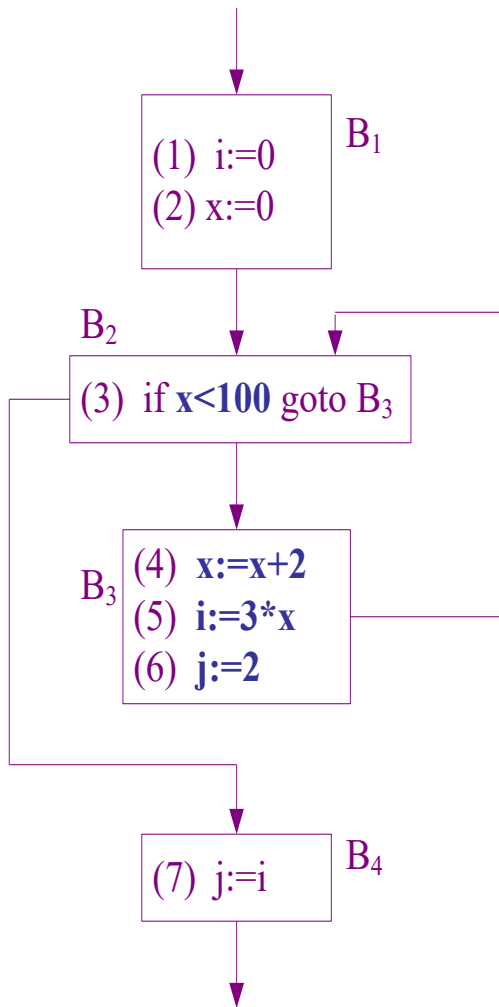 B₁
(1) i:=0
(2) x:=0
B₂
(3) if x<100 goto B₃
B₃
(4) x:=x+2
(5) i:=3*x
(6) j:=2
B₄
(7) j:=i